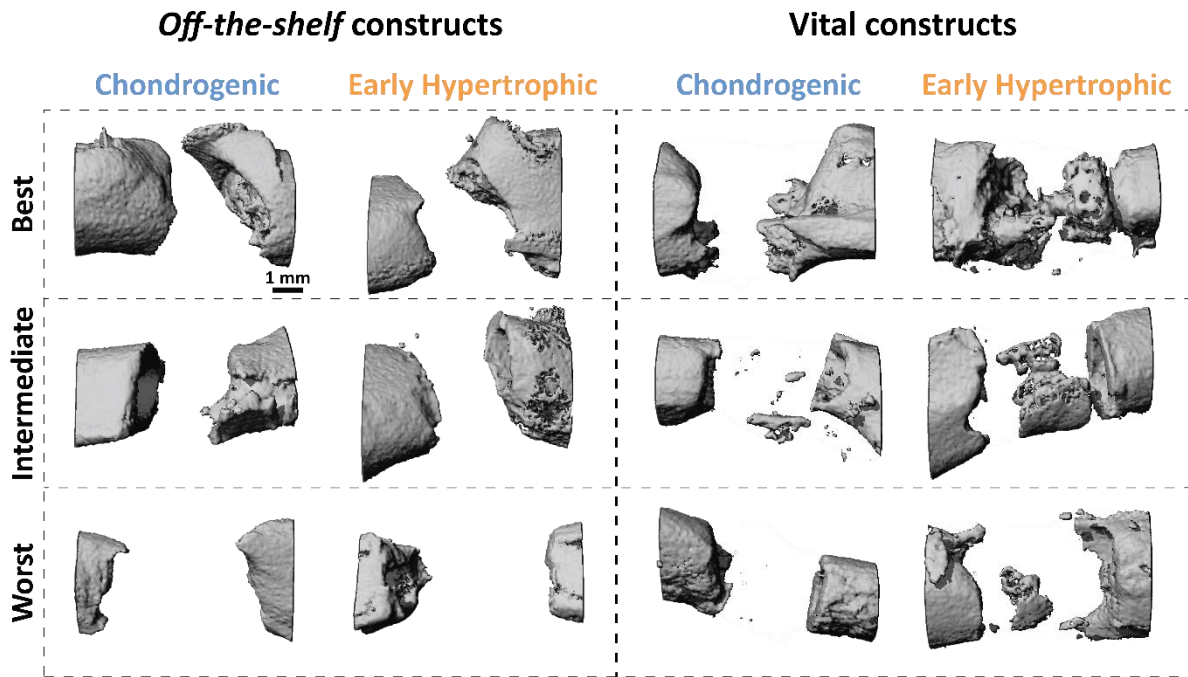 Off-the-shelf constructs
Vital constructs
Chondrogenic
Early Hypertrophic
Chondrogenic
Early Hypertrophic
Best
1 mm
Intermediate
Worst